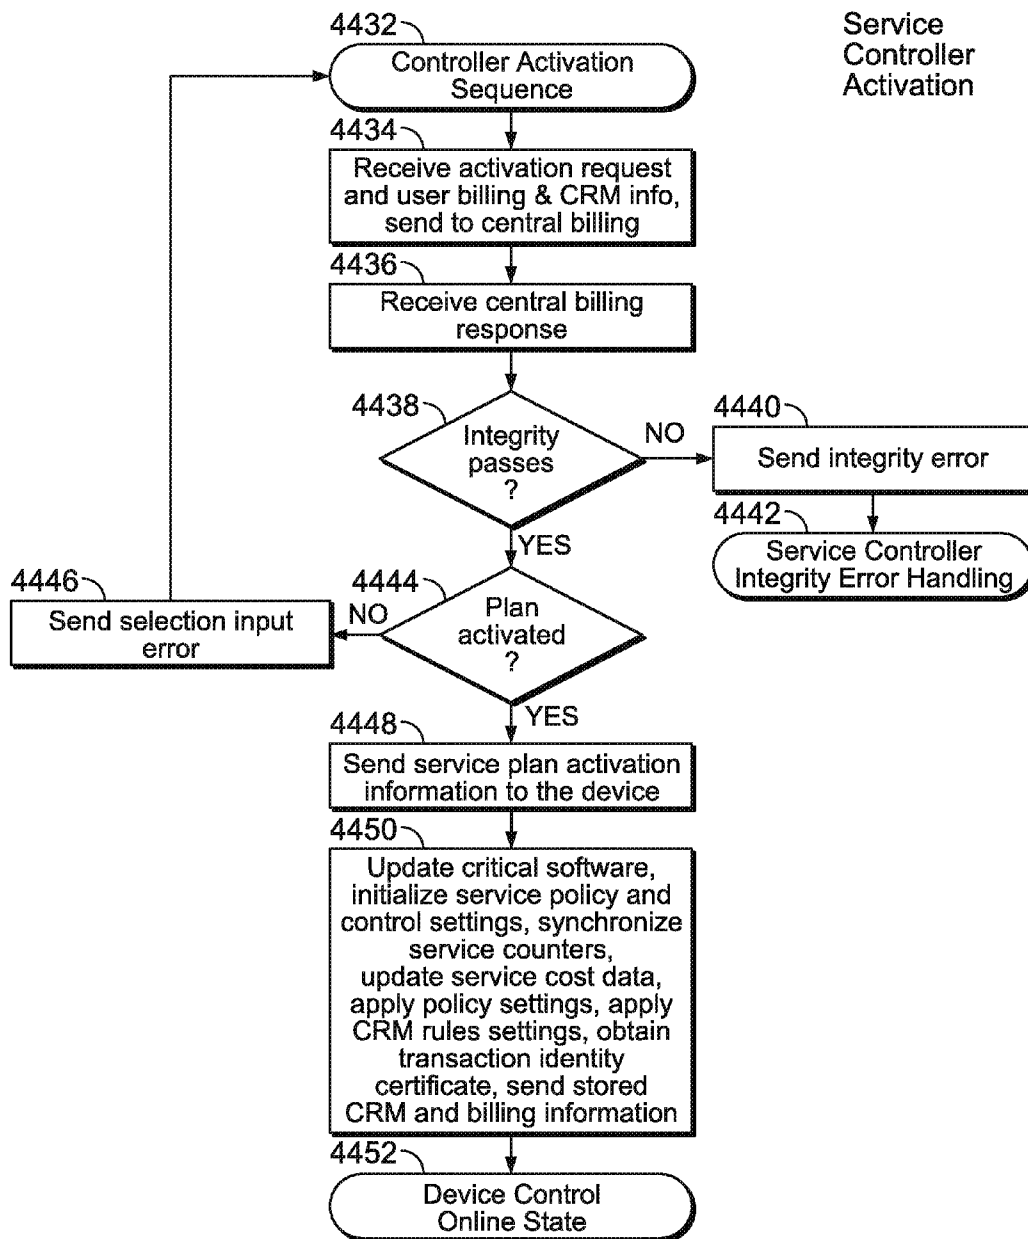 4432
Service
Controller
Activation
Controller Activation
Sequence
4434
Receive activation request
and user billing & CRM info,
send to central billing
4436
Receive central billing
response
4438
Integrity
passes
?
NO
4440
Send integrity error
4442
Service Controller
Integrity Error Handling
YES
4444
Plan
activated
?
NO
4446
Send selection input
error
YES
4448
Send service plan activation
information to the device
4450
Update critical software,
initialize service policy and
control settings, synchronize
service counters,
update service cost data,
apply policy settings, apply
CRM rules settings, obtain
transaction identity
certificate, send stored
CRM and billing information
4452
Device Control
Online State